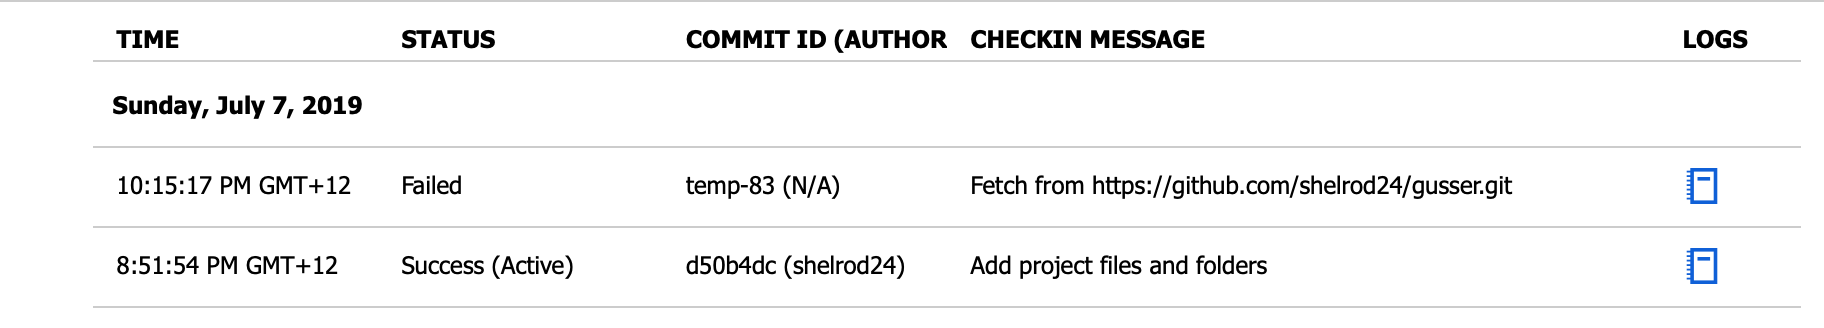 TIME STATUS COMMIT ID (AUTHOR CHECKIN MESSAGE LOGS
Sunday, July 7, 2019
10:15:17 PM GMT+12 Failed temp-83 (N/A) Fetch from https://github.com/shelrod24/gusser.git
8:51:54 PM GMT+12 Success (Active) d50b4dc (shelrod24) Add project files and folders